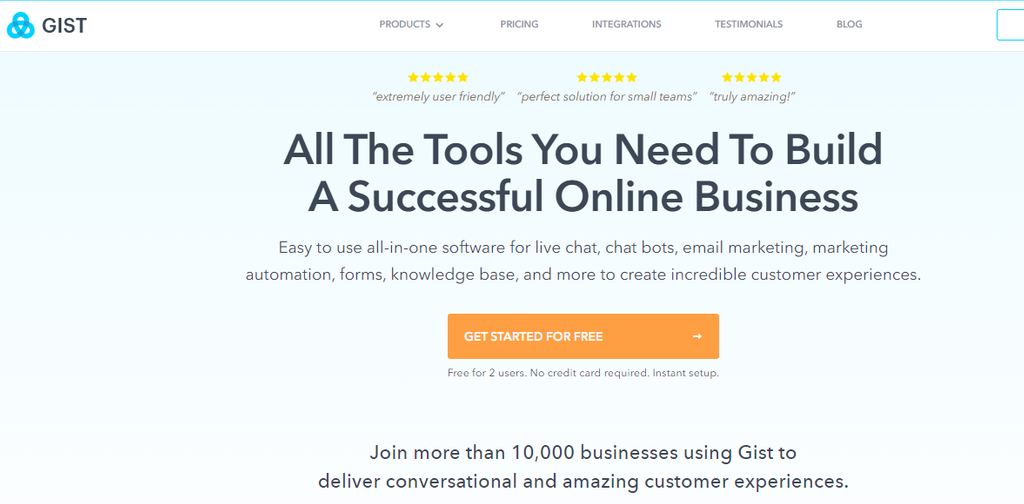 GIST
PRODUCTS
PRICING
INTEGRATIONS
TESTIMONIALS
BLOG
“extremely user friendly”
“perfect solution for small teams”
“truly amazing!”
All The Tools You Need To Build
A Successful Online Business
Easy to use all-in-one software for live chat, chat bots, email marketing, marketing
automation, forms, knowledge base, and more to create incredible customer experiences.
GET STARTED FOR FREE →
Free for 2 users. No credit card required. Instant setup.
Join more than 10,000 businesses using Gist to
deliver conversational and amazing customer experiences.